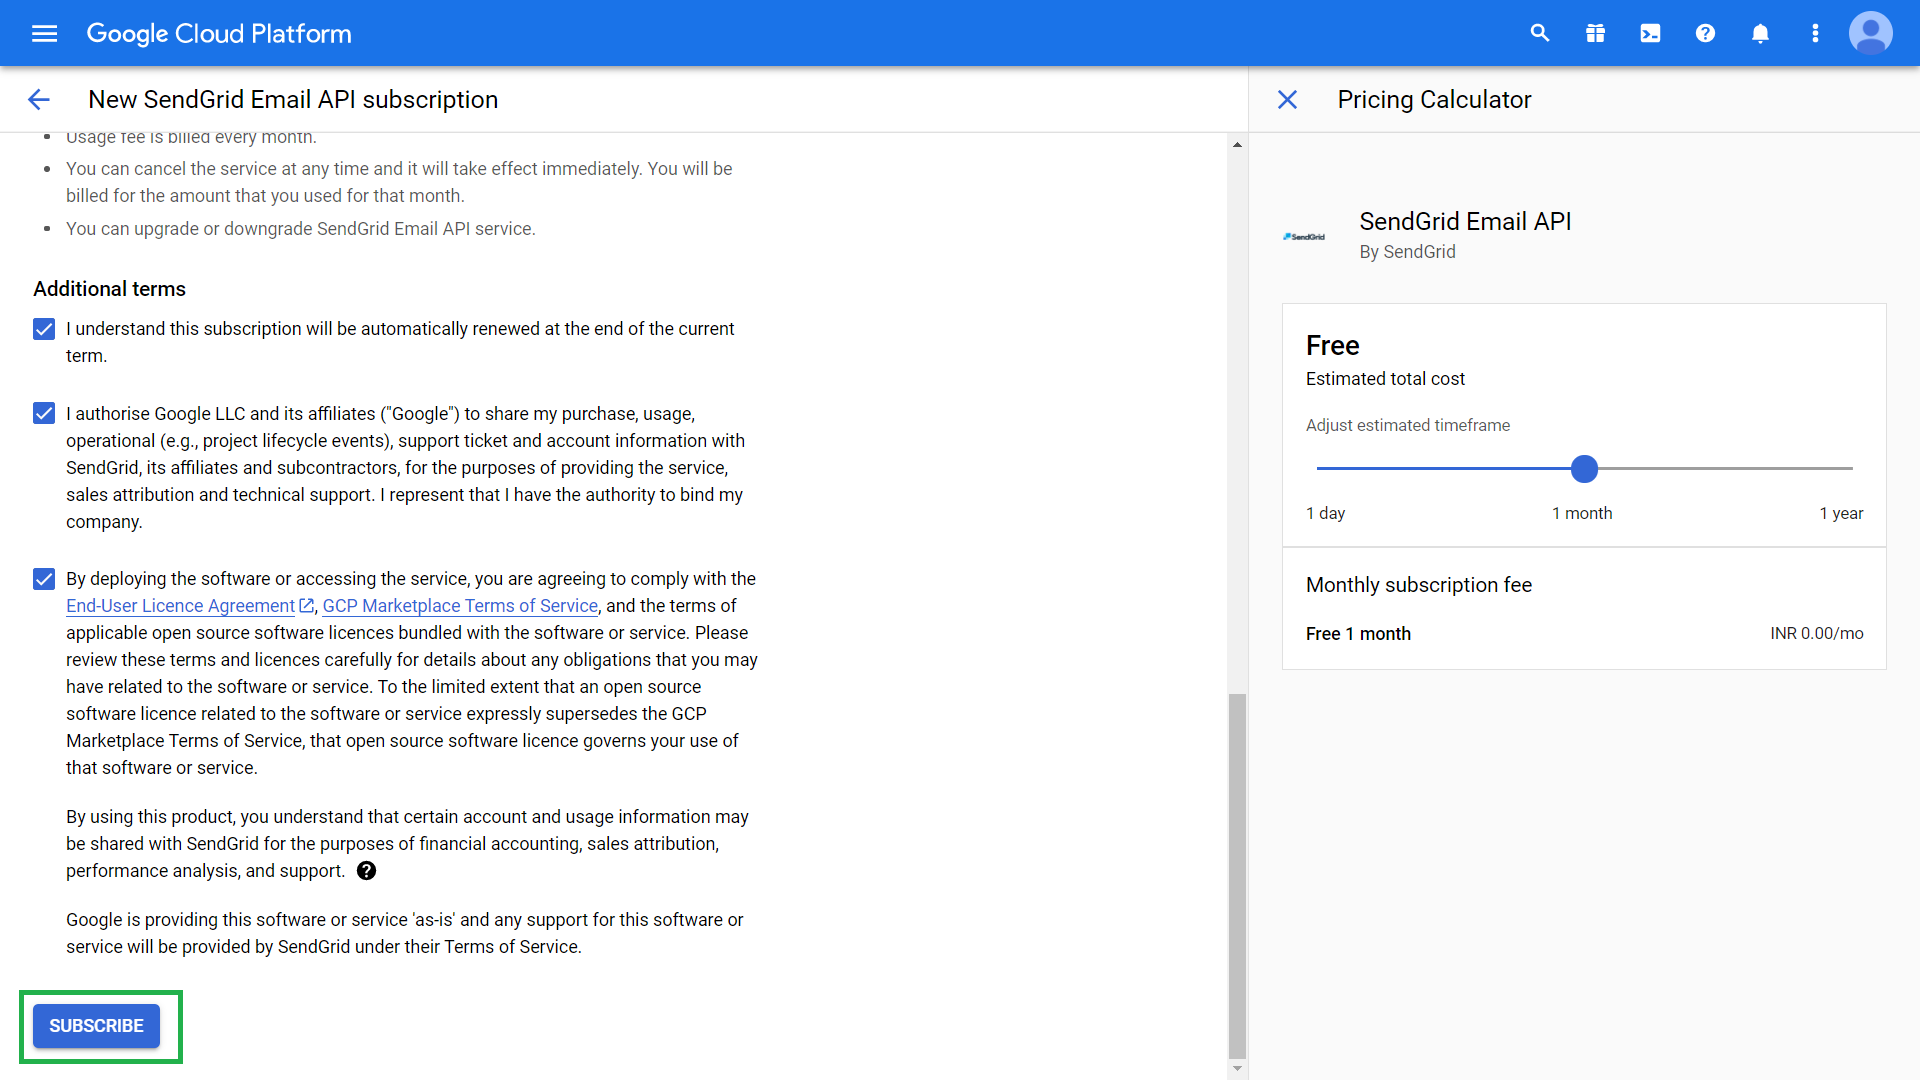 Google Cloud Platform
New SendGrid Email API subscription
Usage fee is billed every month.
You can cancel the service at any time and it will take effect immediately. You will be
billed for the amount that you used for that month.
You can upgrade or downgrade SendGrid Email API service.
Additional terms
I understand this subscription will be automatically renewed at the end of the current
term.
I authorise Google LLC and its affiliates ("Google") to share my purchase, usage,
operational (e.g., project lifecycle events), support ticket and account information with
SendGrid, its affiliates and subcontractors, for the purposes of providing the service,
sales attribution and technical support. I represent that I have the authority to bind my
company.
By deploying the software or accessing the service, you are agreeing to comply with the
End-User Licence Agreement, GCP Marketplace Terms of Service, and the terms of
applicable open source software licences bundled with the software or service. Please
review these terms and licences carefully for details about any obligations that you may
have related to the software or service. To the limited extent that an open source
software licence related to the software or service expressly supersedes the GCP
Marketplace Terms of Service, that open source software licence governs your use of
that software or service.
By using this product, you understand that certain account and usage information may
be shared with SendGrid for the purposes of financial accounting, sales attribution,
performance analysis, and support.
Google is providing this software or service 'as-is' and any support for this software or
service will be provided by SendGrid under their Terms of Service.
SUBSCRIBE
Pricing Calculator
SendGrid
SendGrid Email API
By SendGrid
Free
Estimated total cost
Adjust estimated timeframe
1 day 1 month 1 year
Monthly subscription fee
Free 1 month INR 0.00/mo